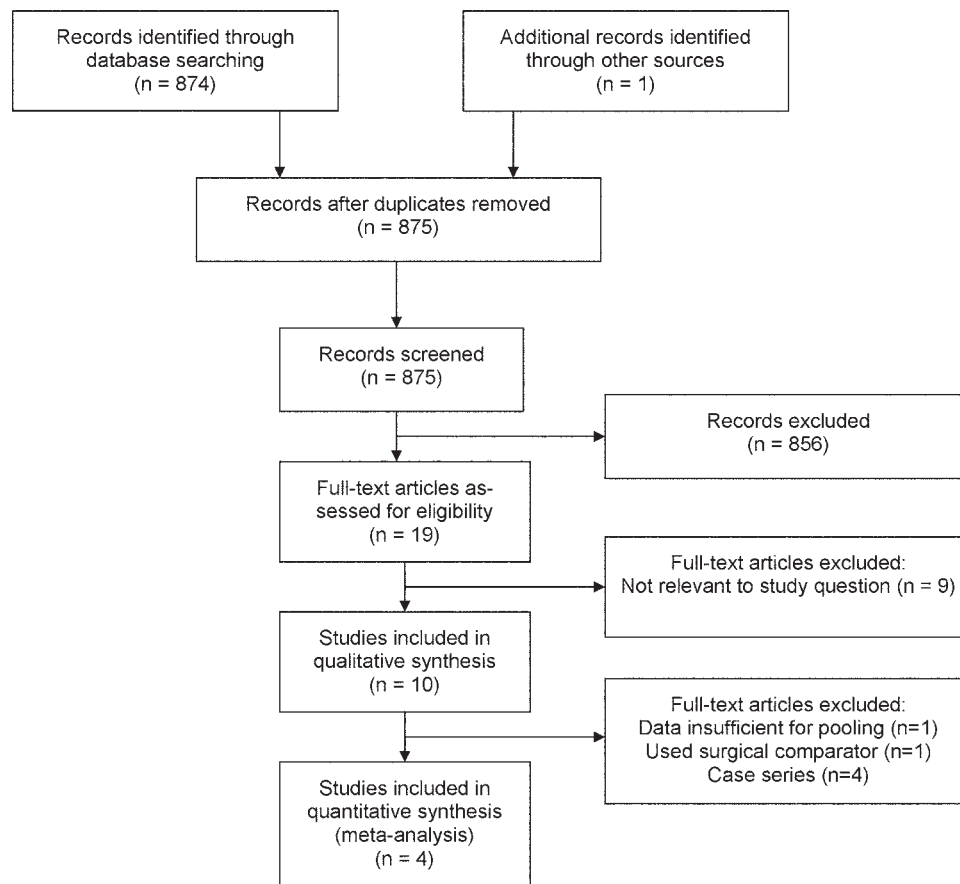 Records identified through
database searching
(n = 874)
Additional records identified
through other sources
(n = 1)
Records after duplicates removed
(n = 875)
Records screened
(n = 875)
Records excluded
(n = 856)
Full-text articles as-
sessed for eligibility
(n = 19)
Full-text articles excluded:
Not relevant to study question (n = 9)
Studies included in
qualitative synthesis
(n = 10)
Full-text articles excluded:
Data insufficient for pooling (n=1)
Used surgical comparator (n=1)
Case series (n=4)
Studies included in
quantitative synthesis
(meta-analysis)
(n = 4)